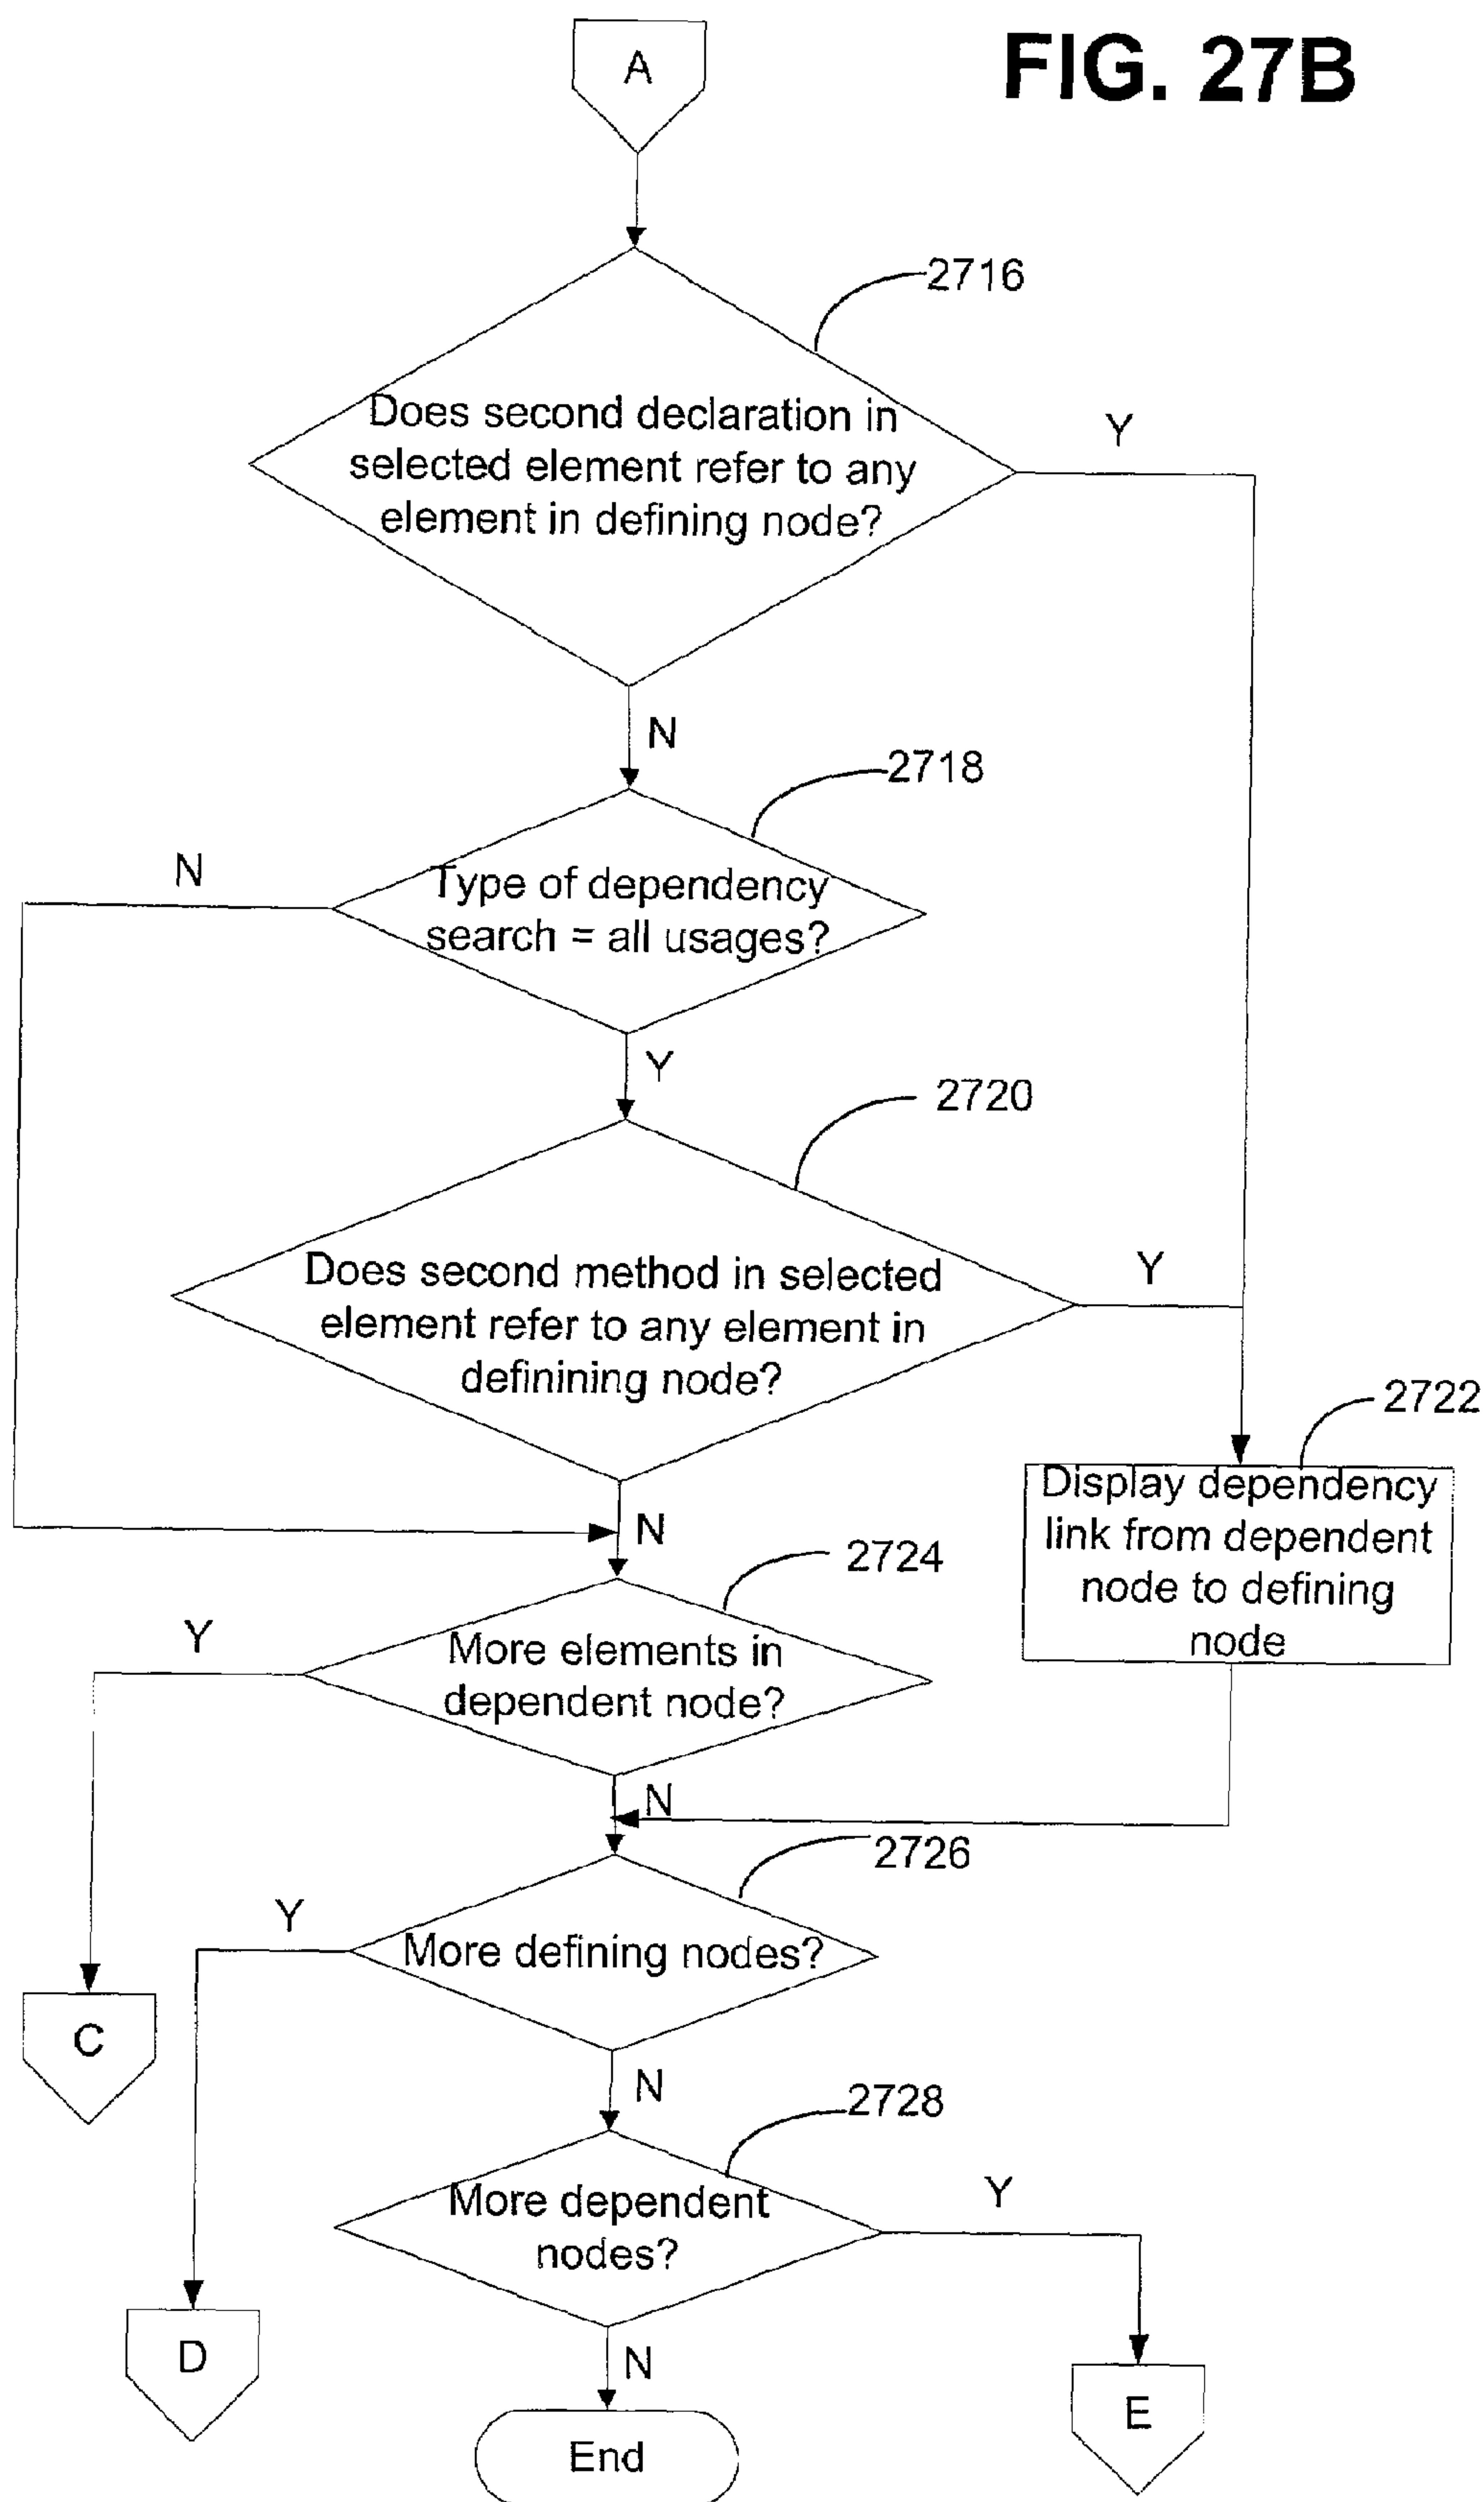 FIG. 27B
A
2716
Does second declaration in
selected element refer to any
element in defining node?
Y
N
2718
N
Type of dependency
search = all usages?
Y
2720
Does second method in selected
element refer to any element in
definining node?
Y
2722
Display dependency
link from dependent
node to defining
node
N
2724
Y
More elements in
dependent node?
N
2726
Y
More defining nodes?
C
N
2728
More dependent
nodes?
Y
D
N
E
End